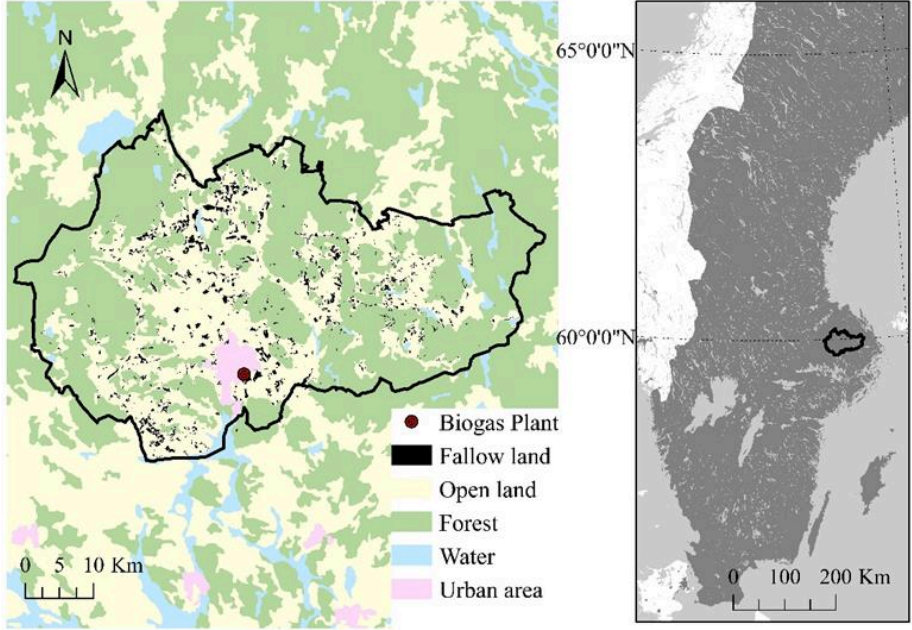 N
Biogas Plant
Fallow land
Open land
Forest
Water
Urban area
0 5 10 Km
65°0'0"N
60°0'0"N
0 100 200 Km